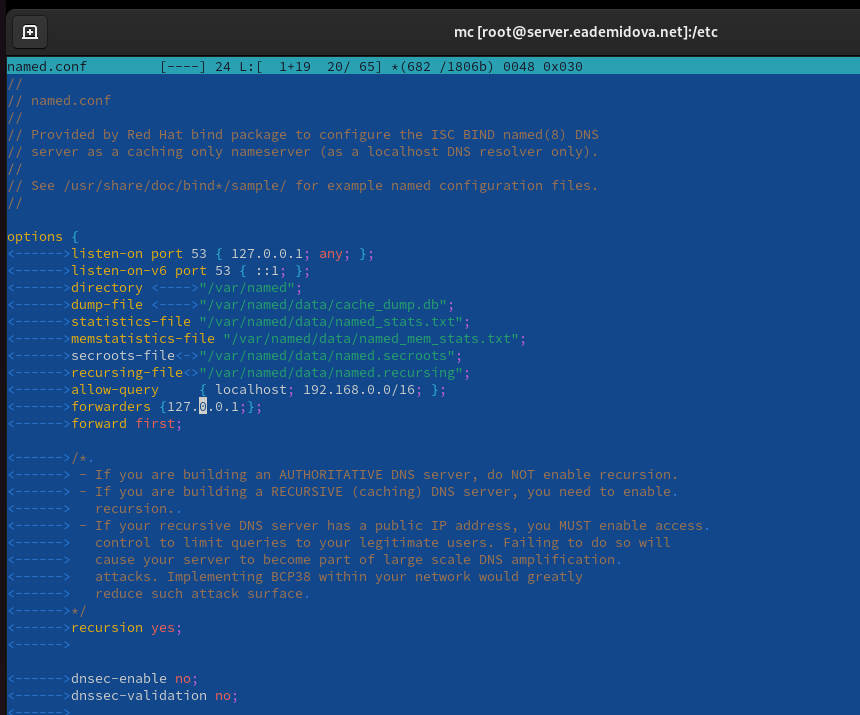 mc [root@server.eademidova.net]:/etc
named.conf         [----] 24 L:[  1+19  20/ 65] *(682 /1806b) 0048 0x030
//
// named.conf
//
// Provided by Red Hat bind package to configure the ISC BIND named(8) DNS
// server as a caching only nameserver (as a localhost DNS resolver only).
//
// See /usr/share/doc/bind*/sample/ for example named configuration files.
//
options {
<------>listen-on port 53 { 127.0.0.1; any; };
<------>listen-on-v6 port 53 { ::1; };
<------>directory <---->"/var/named";
<------>dump-file <---->"/var/named/data/cache_dump.db";
<------>statistics-file "/var/named/data/named_stats.txt";
<------>memstatistics-file "/var/named/data/named_mem_stats.txt";
<------>secroots-file<->"/var/named/data/named.secroots";
<------>recursing-file<>"/var/named/data/named.recursing";
<------>allow-query     { localhost; 192.168.0.0/16; };
<------>forwarders {127.0.0.1;};
<------>forward first;
<------>/*.
<------> - If you are building an AUTHORITATIVE DNS server, do NOT enable recursion.
<------> - If you are building a RECURSIVE (caching) DNS server, you need to enable.
<------>   recursion..
<------> - If your recursive DNS server has a public IP address, you MUST enable access.
<------>   control to limit queries to your legitimate users. Failing to do so will
<------>   cause your server to become part of large scale DNS amplification.
<------>   attacks. Implementing BCP38 within your network would greatly
<------>   reduce such attack surface.
<------>*/
<------>recursion yes;
<------>
<------>dnsec-enable no;
<------>dnssec-validation no;
<------>